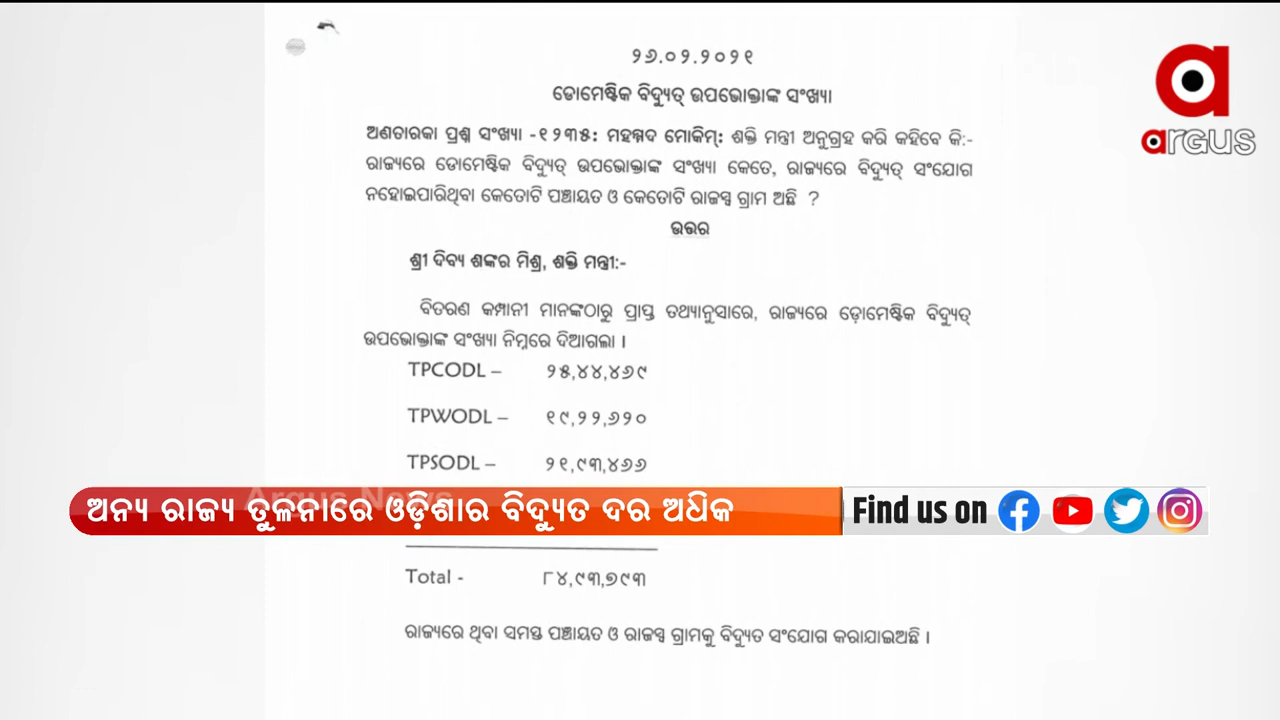 ୨୬.୦୨.୨୦୨୧
ଡୋମେଷ୍ଟିକ ବିଦ୍ୟୁତ୍ ଉପଭୋକ୍ତାଙ୍କ ସଂଖ୍ୟା
ଅଣତାରକା ପ୍ରଶ୍ନ ସଂଖ୍ୟା -୧୨୩୫: ମହମ୍ମଦ ମୋକିମ୍: ଶକ୍ତି ମନ୍ତ୍ରୀ ଅନୁଗ୍ରହ କରି କହିବେ କି:-
ରାଜ୍ୟରେ ଡୋମେଷ୍ଟିକ ବିଦ୍ୟୁତ୍ ଉପଭୋକ୍ତାଙ୍କ ସଂଖ୍ୟା କେତେ, ରାଜ୍ୟରେ ବିଦ୍ୟୁତ୍ ସଂଯୋଗ
ନହୋଇପାରିଥିବା କେତୋଟି ପଞ୍ଚାୟତ ଓ କେତୋଟି ରାଜସ୍ୱ ଗ୍ରାମ ଅଛି ?
ଉତ୍ତର
ଶ୍ରୀ ଦିବ୍ୟ ଶଙ୍କର ମିଶ୍ର, ଶକ୍ତି ମନ୍ତ୍ରୀ:-
ବିତରଣ କମ୍ପାନୀ ମାନଙ୍କଠାରୁ ପ୍ରାପ୍ତ ତଥ୍ୟାନୁସାରେ, ରାଜ୍ୟରେ ଡ଼ୋମେଷ୍ଟିକ ବିଦ୍ୟୁତ୍
ଉପଭୋକ୍ତାଙ୍କ ସଂଖ୍ୟା ନିମ୍ନରେ ଦିଆଗଲା ।
TPCODL – ୨୫,୪୪,୪୬୯
TPWODL – ୧୯,୨୨,୬୨୦
TPSODL – ୨୧,୯୩,୪୬୬
Argus News
ଅନ୍ୟ ରାଜ୍ୟ ତୁଳନାରେ ଓଡ଼ିଶାର ବିଦ୍ୟୁତ ଦର ଅଧିକ
Find us on
Total - ୮୪,୯୩,୭୯୩
ରାଜ୍ୟରେ ଥିବା ସମସ୍ତ ପଞ୍ଚାୟତ ଓ ରାଜସ୍ୱ ଗ୍ରାମକୁ ବିଦ୍ୟୁତ ସଂଯୋଗ କରାଯାଇଅଛି ।
argus